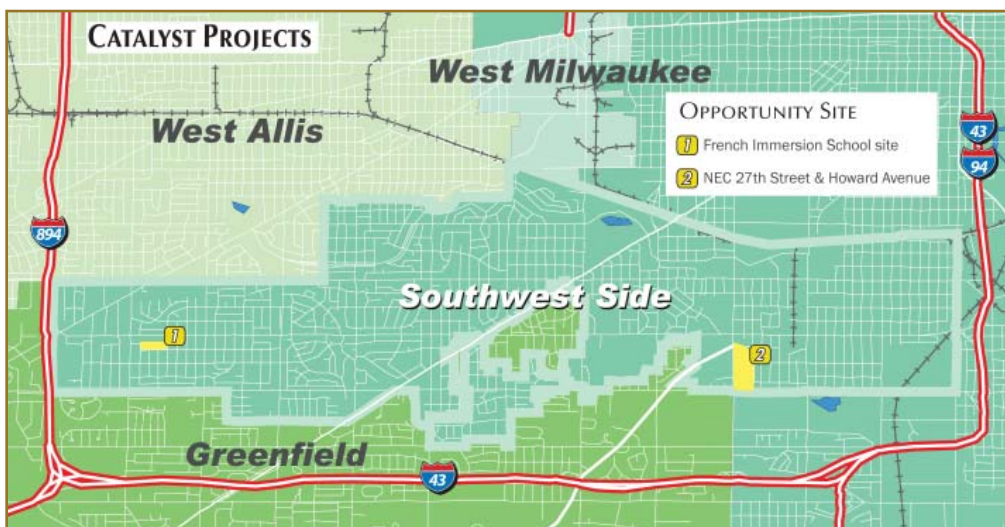 CATALYST PROJECTS
West Milwaukee
OPPORTUNITY SITE
1 French Immersion School site
2 NEC 27th Street & Howard Avenue
West Allis
43
94
894
Southwest Side
1
2
Greenfield
43